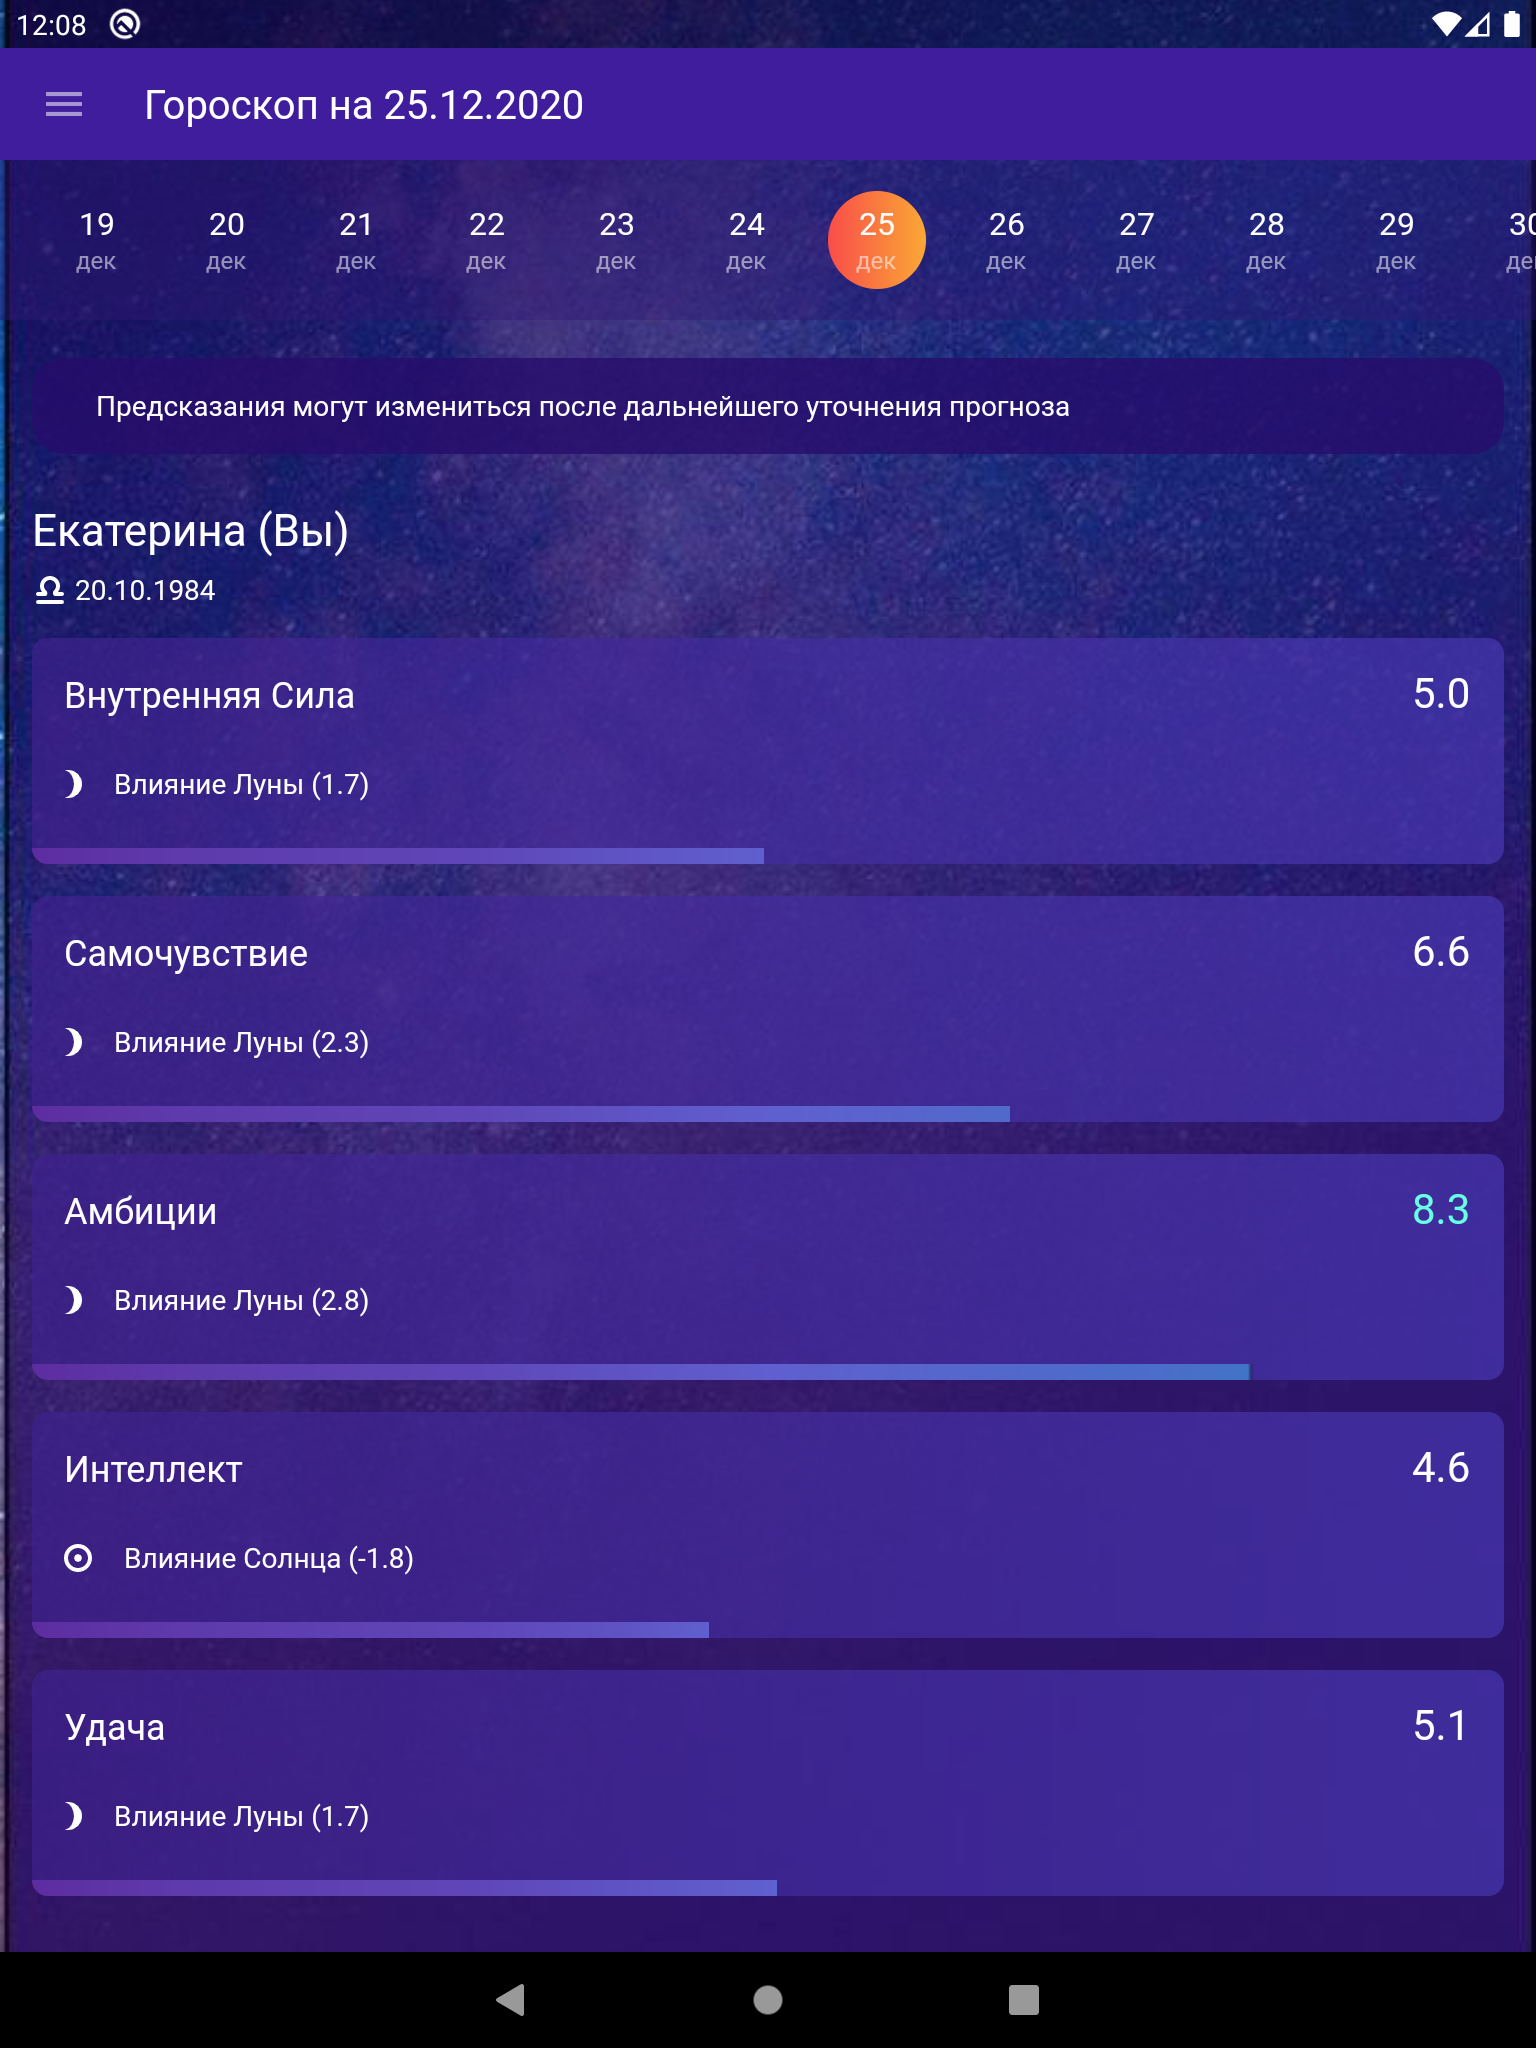 12:08
Гороскоп на 25.12.2020
19 20 21 22 23 24 25 26 27 28 29 30
дек дек дек дек дек дек дек дек дек дек дек
Предсказания могут измениться после дальнейшего уточнения прогноза
Екатерина (Вы)
20.10.1984
Внутренняя Сила 5.0
Влияние Луны (1.7)
Самочувствие 6.6
Влияние Луны (2.3)
Амбиции 8.3
Влияние Луны (2.8)
Интеллект 4.6
Влияние Солнца (-1.8)
Удача 5.1
Влияние Луны (1.7)